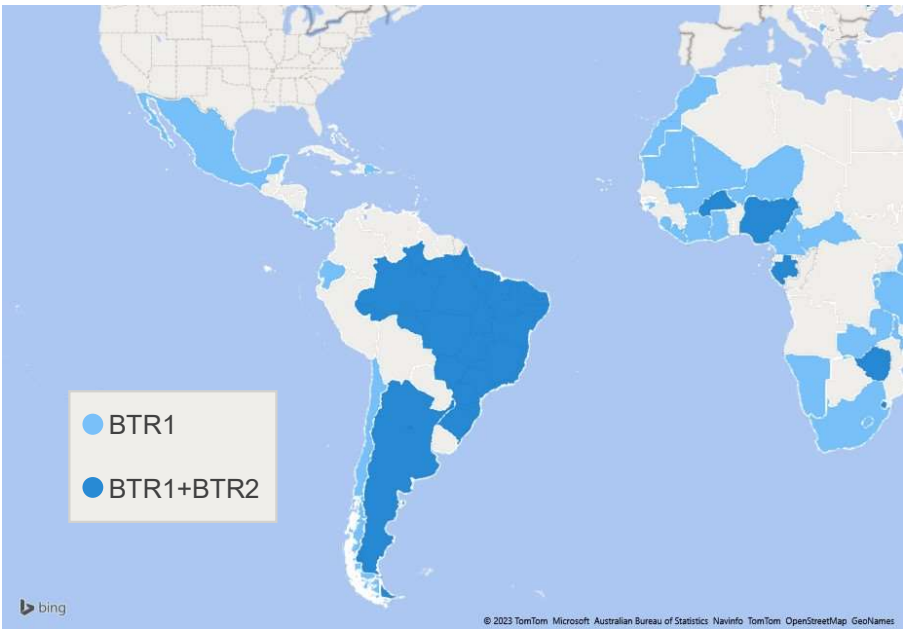 BTR1
BTR1+BTR2
bing
© 2023 TomTom Microsoft Australian Bureau of Statistics Navinfo TomTom OpenStreetMap GeoNames